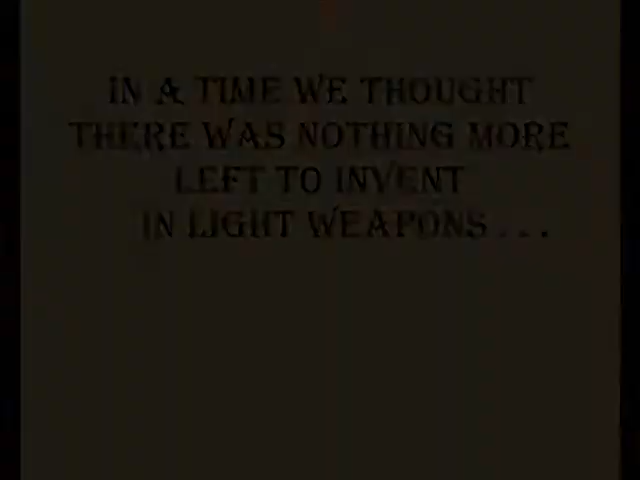 IN A TIME WE THOUGHT
THERE WAS NOTHING MORE
LEFT TO INVENT
IN LIGHT WEAPONS . . .